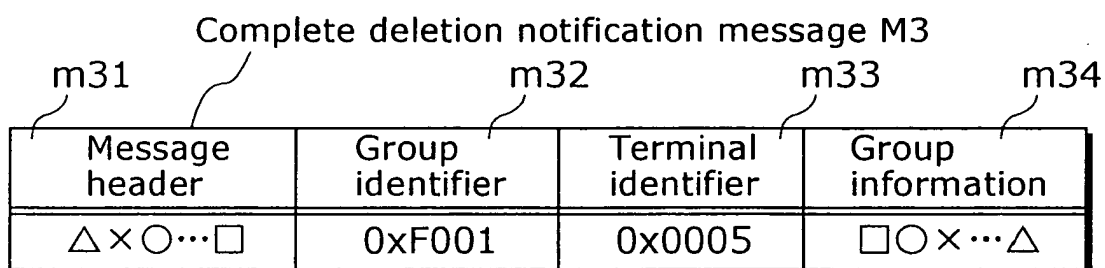 Complete deletion notification message M3
m31 m32 m33 m34
Message header Group identifier Terminal identifier Group information
△×○⋯□ 0xF001 0x0005 □○×⋯△